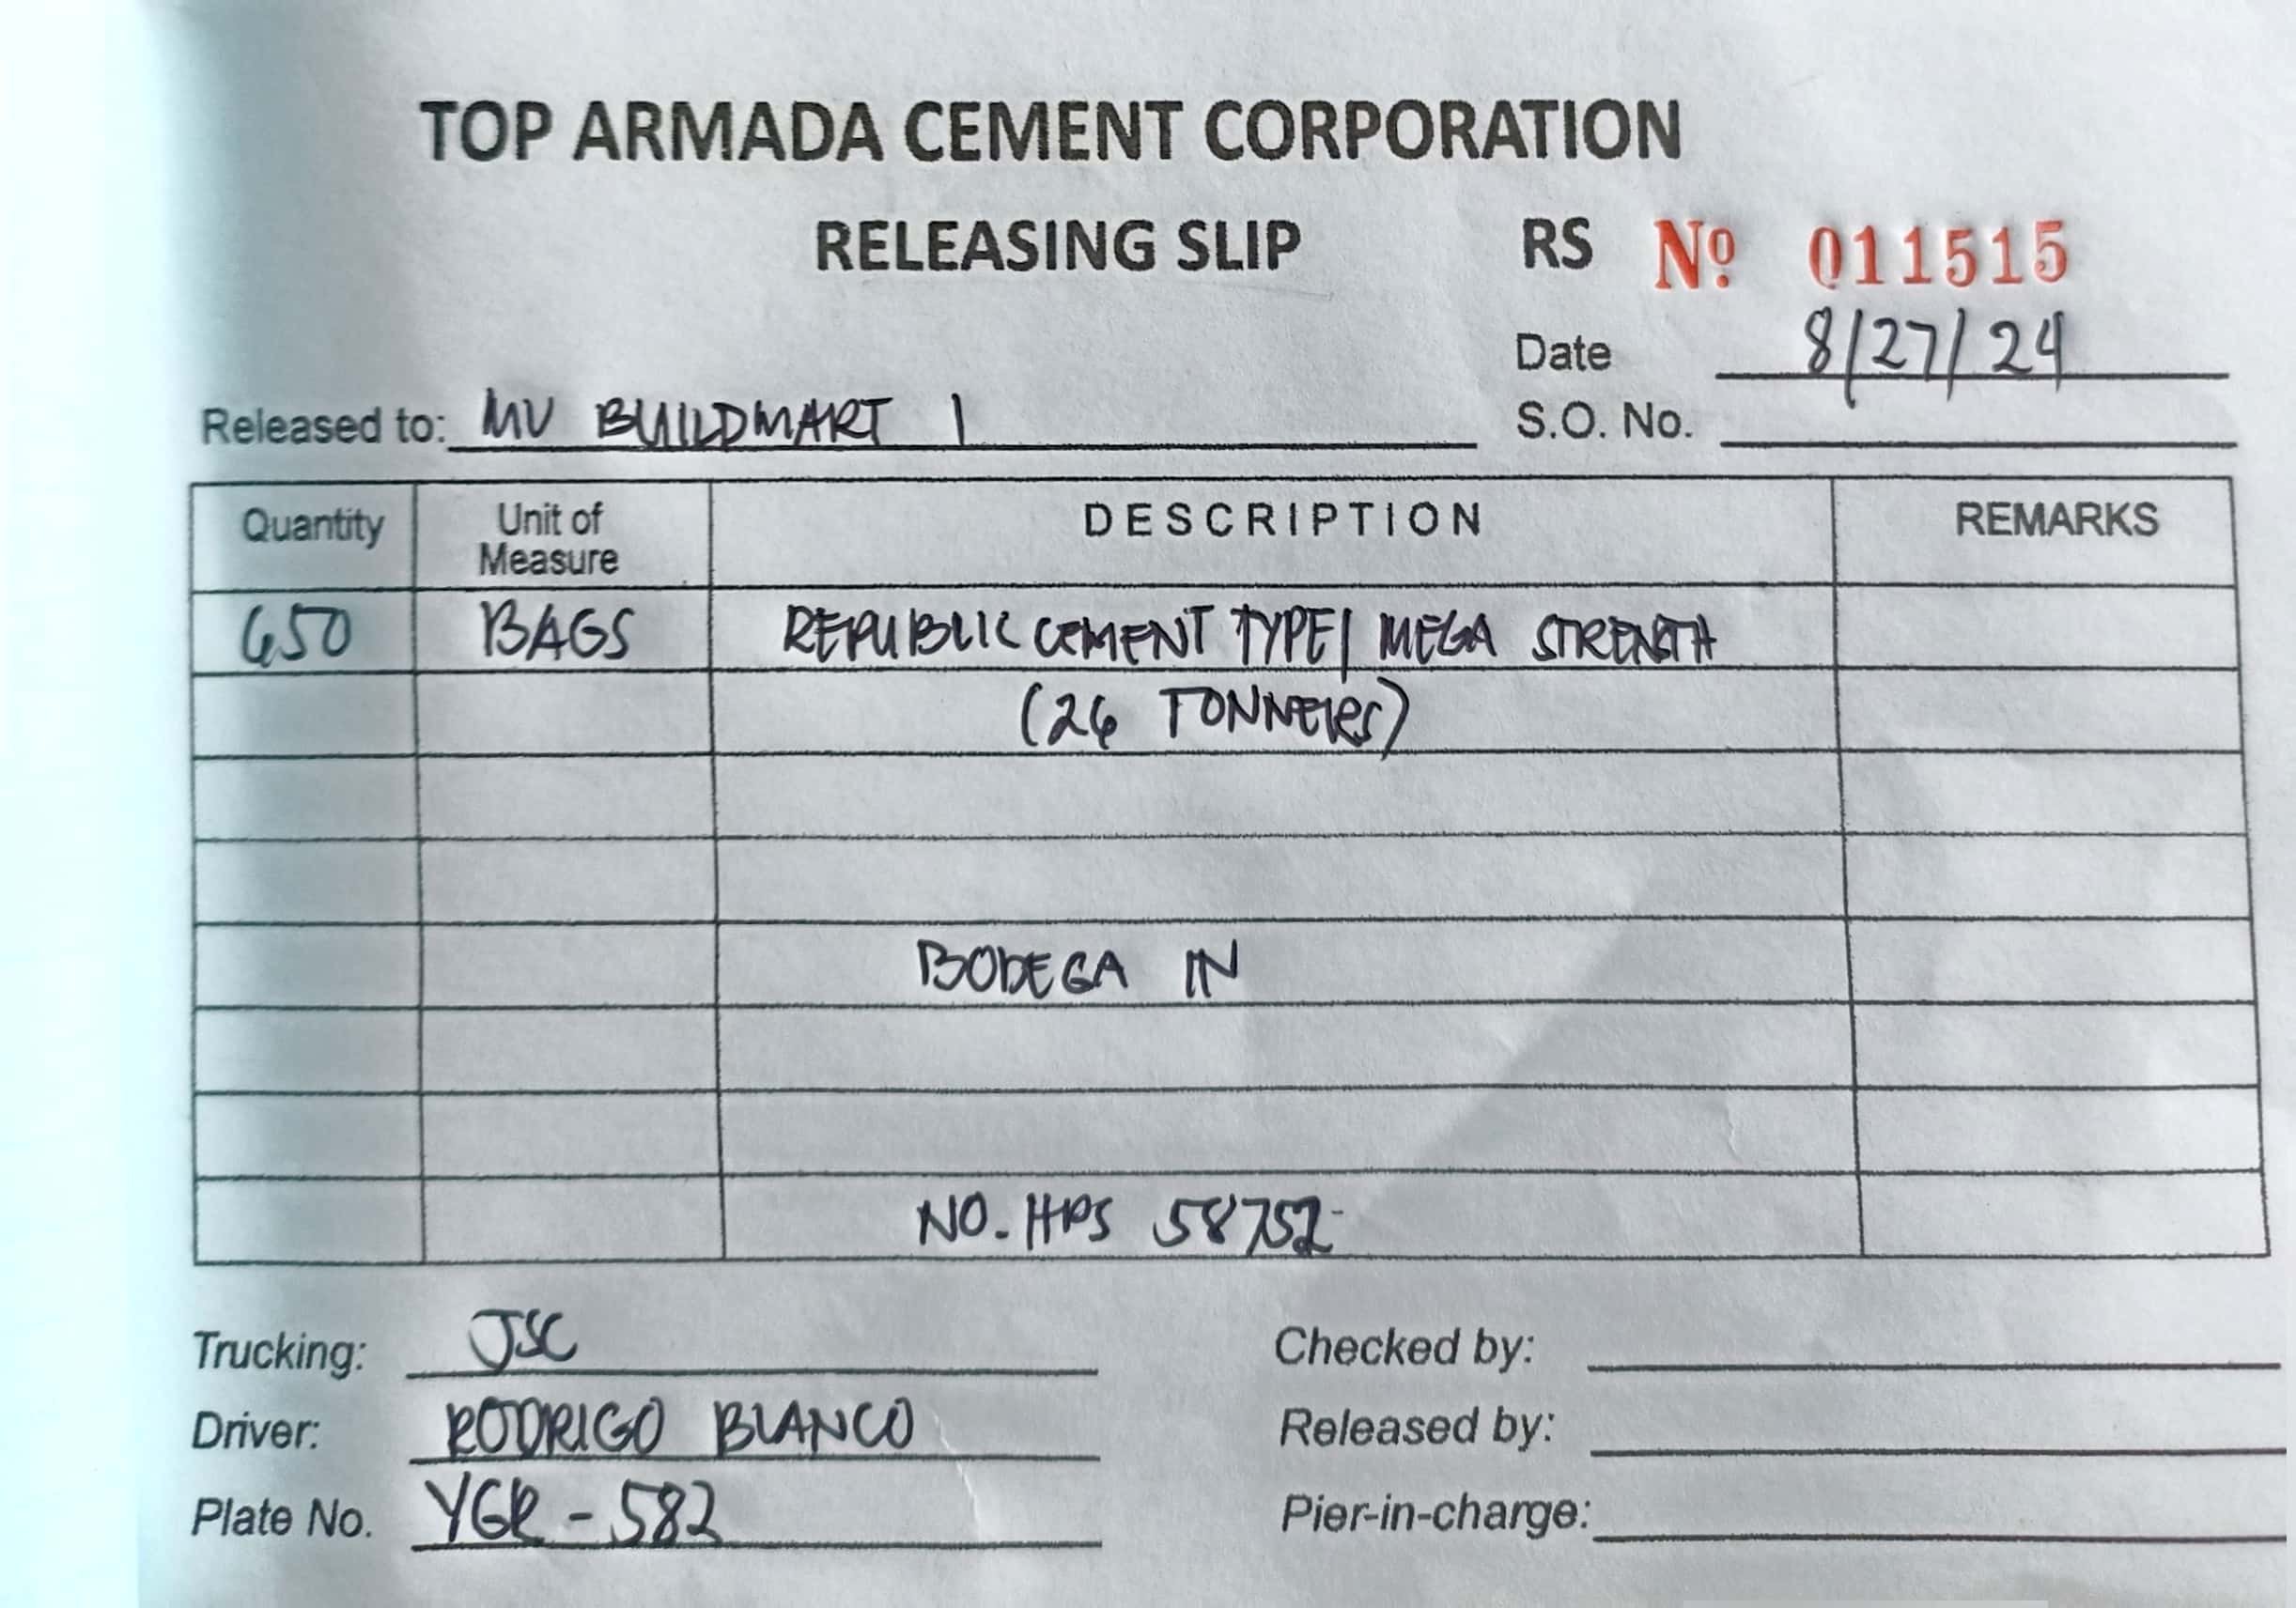 TOP ARMADA CEMENT CORPORATION
RELEASING SLIP RS Nº 011515
Date 8/27/24
Released to: MV BUILDMART 1 S.O. No.
Quantity Unit of Measure DESCRIPTION REMARKS
650 BAGS REPUBLIC CEMENT TYPE 1 MEGA STRENGTH
(26 TONNERS)
BODEGA IN
NO. HPS 58752
Trucking: JSC Checked by:
Driver: RODRIGO BLANCO Released by:
Plate No. YGR - 582 Pier-in-charge: